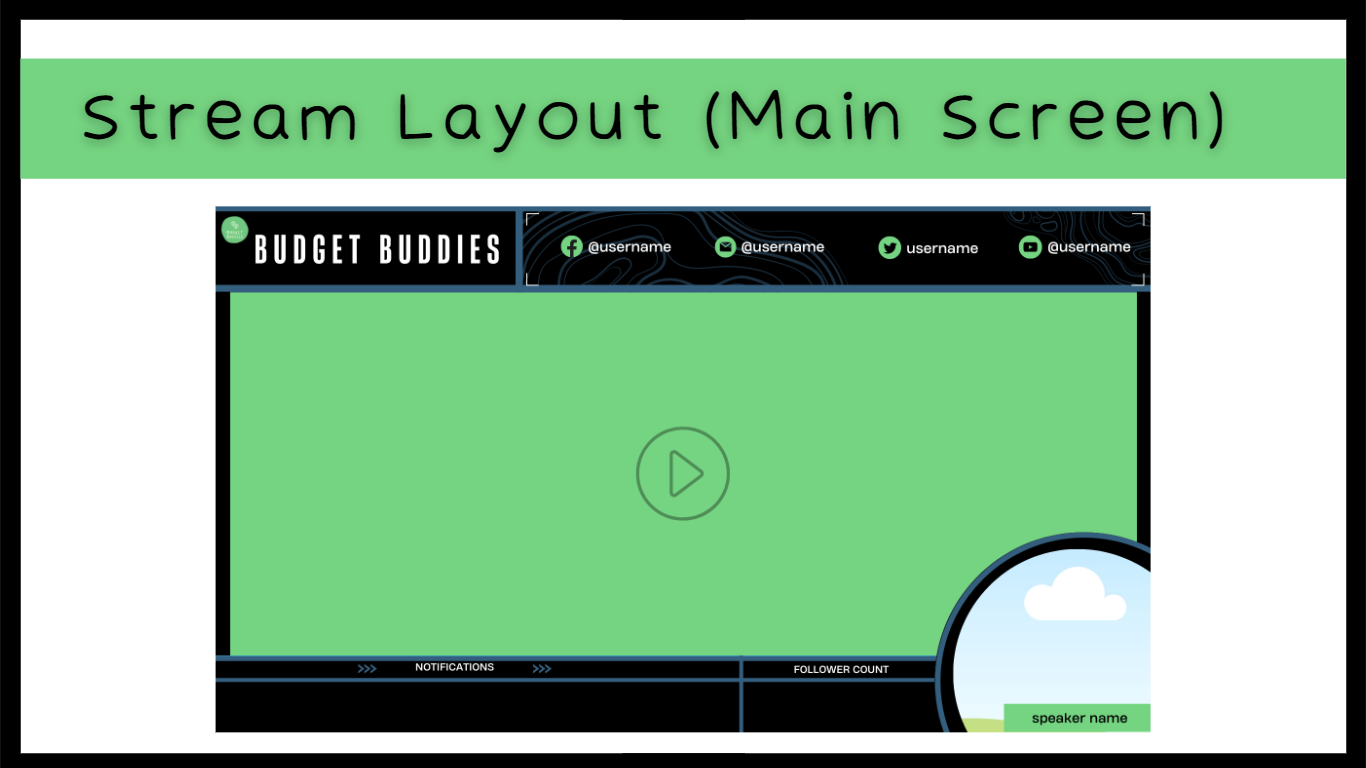 Stream Layout (Main Screen)
BUDGET BUDDIES
@username @username username @username
NOTIFICATIONS
FOLLOWER COUNT
speaker name